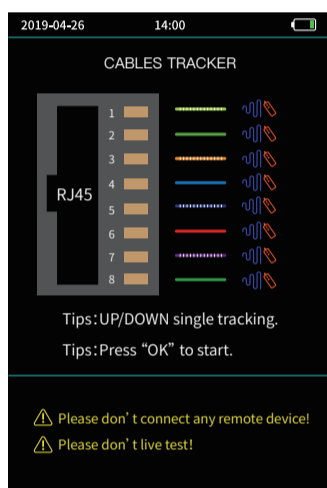 2019-04-26 14:00
CABLES TRACKER
RJ45
1
2
3
4
5
6
7
8
Tips:UP/DOWN single tracking.
Tips:Press “OK” to start.
Please don’t connect any remote device!
Please don’t live test!